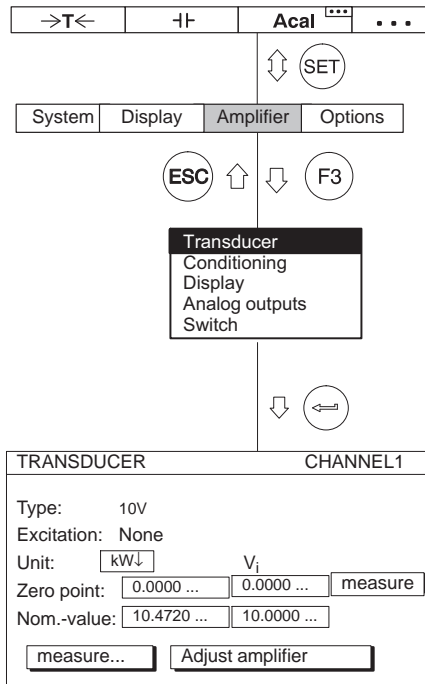 →T← ⊣⊢ Acal ... ...
SET
System Display Amplifier Options
ESC F3
Transducer
Conditioning
Display
Analog outputs
Switch
TRANSDUCER CHANNEL1
Type: 10V
Excitation: None
Unit: kW↓ Vi
Zero point: 0.0000 ... 0.0000 ... measure
Nom.-value: 10.4720 ... 10.0000 ...
measure... Adjust amplifier